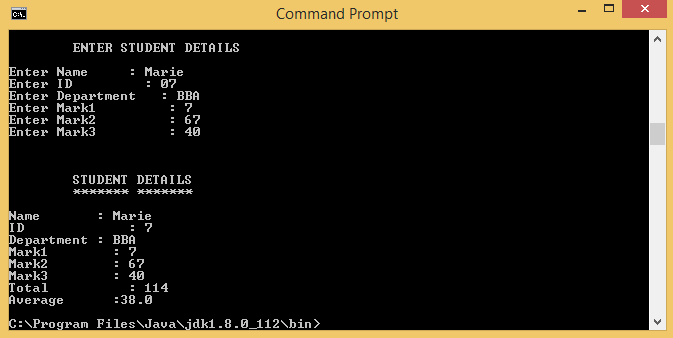 Command Prompt
ENTER STUDENT DETAILS
Enter Name : Marie
Enter ID : 07
Enter Department : BBA
Enter Mark1 : 7
Enter Mark2 : 67
Enter Mark3 : 40
STUDENT DETAILS
******* *******
Name : Marie
ID : 7
Department : BBA
Mark1 : 7
Mark2 : 67
Mark3 : 40
Total : 114
Average :38.0
C:\Program Files\Java\jdk1.8.0_112\bin>